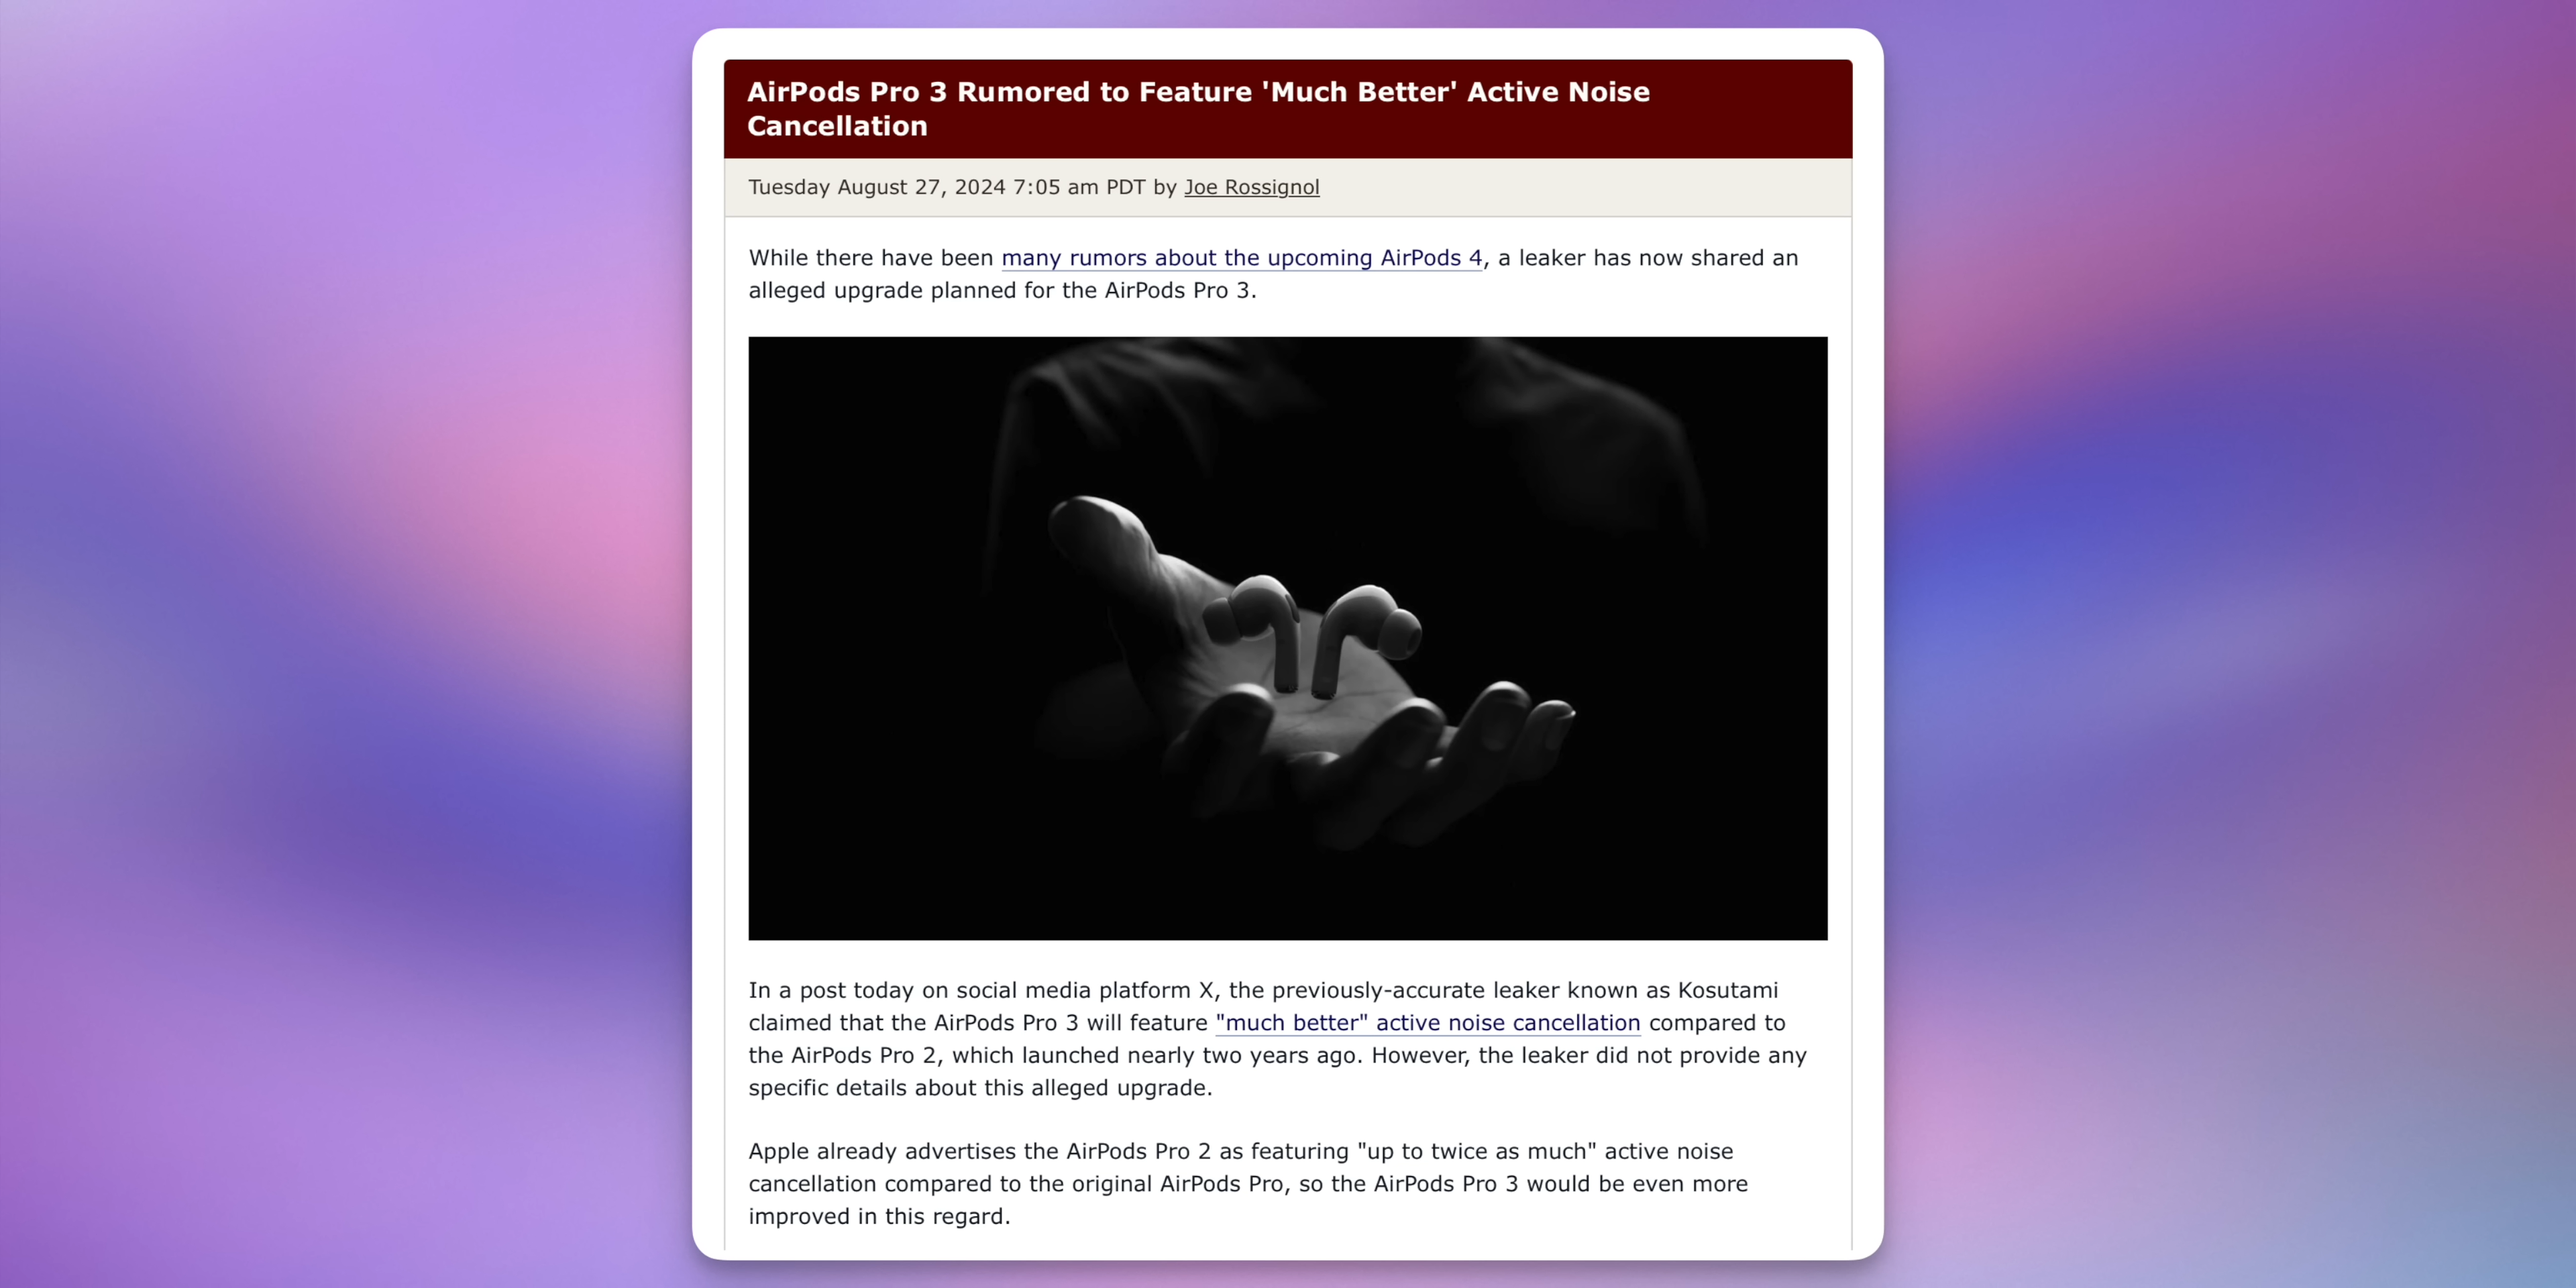 AirPods Pro 3 Rumored to Feature 'Much Better' Active Noise
Cancellation
Tuesday August 27, 2024 7:05 am PDT by Joe Rossignol
While there have been many rumors about the upcoming AirPods 4, a leaker has now shared an
alleged upgrade planned for the AirPods Pro 3.
In a post today on social media platform X, the previously-accurate leaker known as Kosutami
claimed that the AirPods Pro 3 will feature "much better" active noise cancellation compared to
the AirPods Pro 2, which launched nearly two years ago. However, the leaker did not provide any
specific details about this alleged upgrade.
Apple already advertises the AirPods Pro 2 as featuring "up to twice as much" active noise
cancellation compared to the original AirPods Pro, so the AirPods Pro 3 would be even more
improved in this regard.